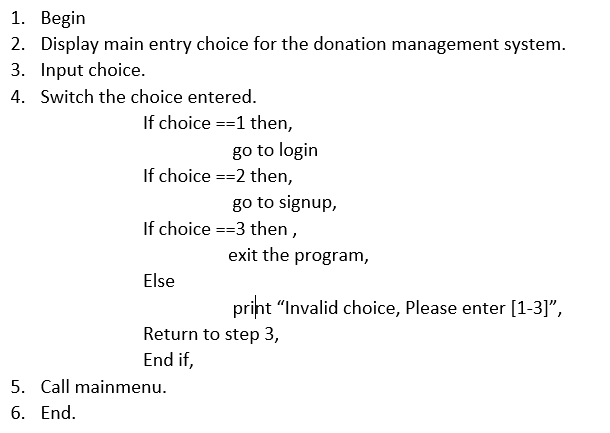 1. Begin
2. Display main entry choice for the donation management system.
3. Input choice.
4. Switch the choice entered.
If choice ==1 then,
go to login
If choice ==2 then,
go to signup,
If choice ==3 then ,
exit the program,
Else
print “Invalid choice, Please enter [1-3]”,
Return to step 3,
End if,
5. Call mainmenu.
6. End.